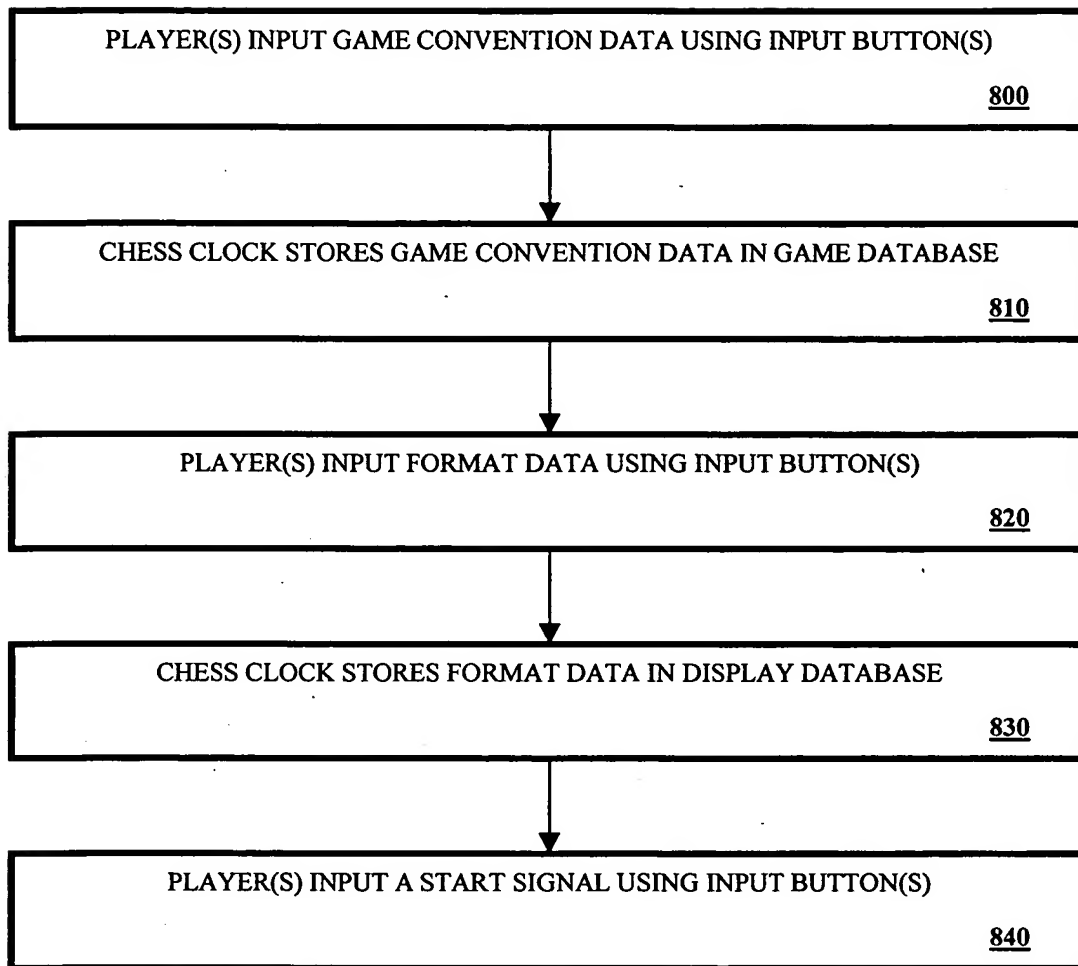 PLAYER(S) INPUT GAME CONVENTION DATA USING INPUT BUTTON(S)
800
CHESS CLOCK STORES GAME CONVENTION DATA IN GAME DATABASE
810
PLAYER(S) INPUT FORMAT DATA USING INPUT BUTTON(S)
820
CHESS CLOCK STORES FORMAT DATA IN DISPLAY DATABASE
830
PLAYER(S) INPUT A START SIGNAL USING INPUT BUTTON(S)
840